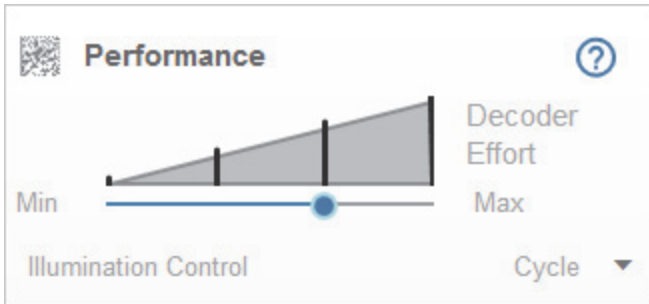 Performance
Decoder
Effort
Min
Max
Illumination Control
Cycle